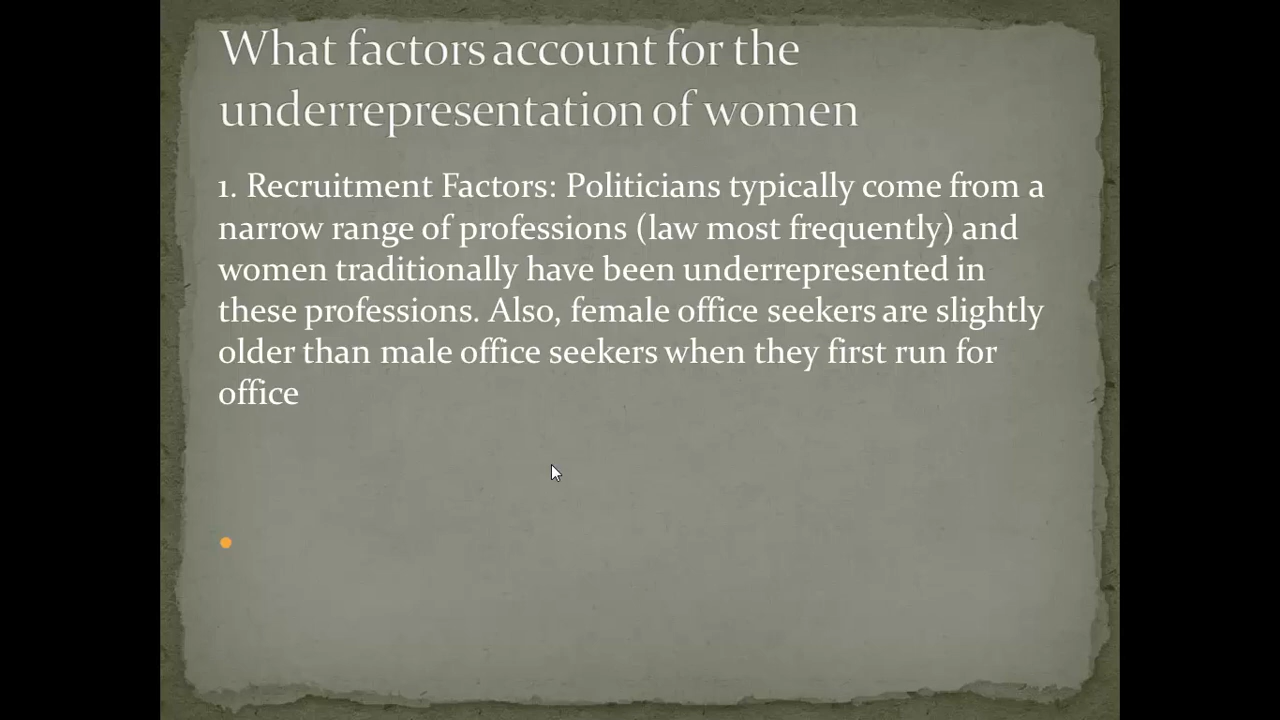 What factors account for the
underrepresentation of women
1. Recruitment Factors: Politicians typically come from a
narrow range of professions (law most frequently) and
women traditionally have been underrepresented in
these professions. Also, female office seekers are slightly
older than male office seekers when they first run for
office